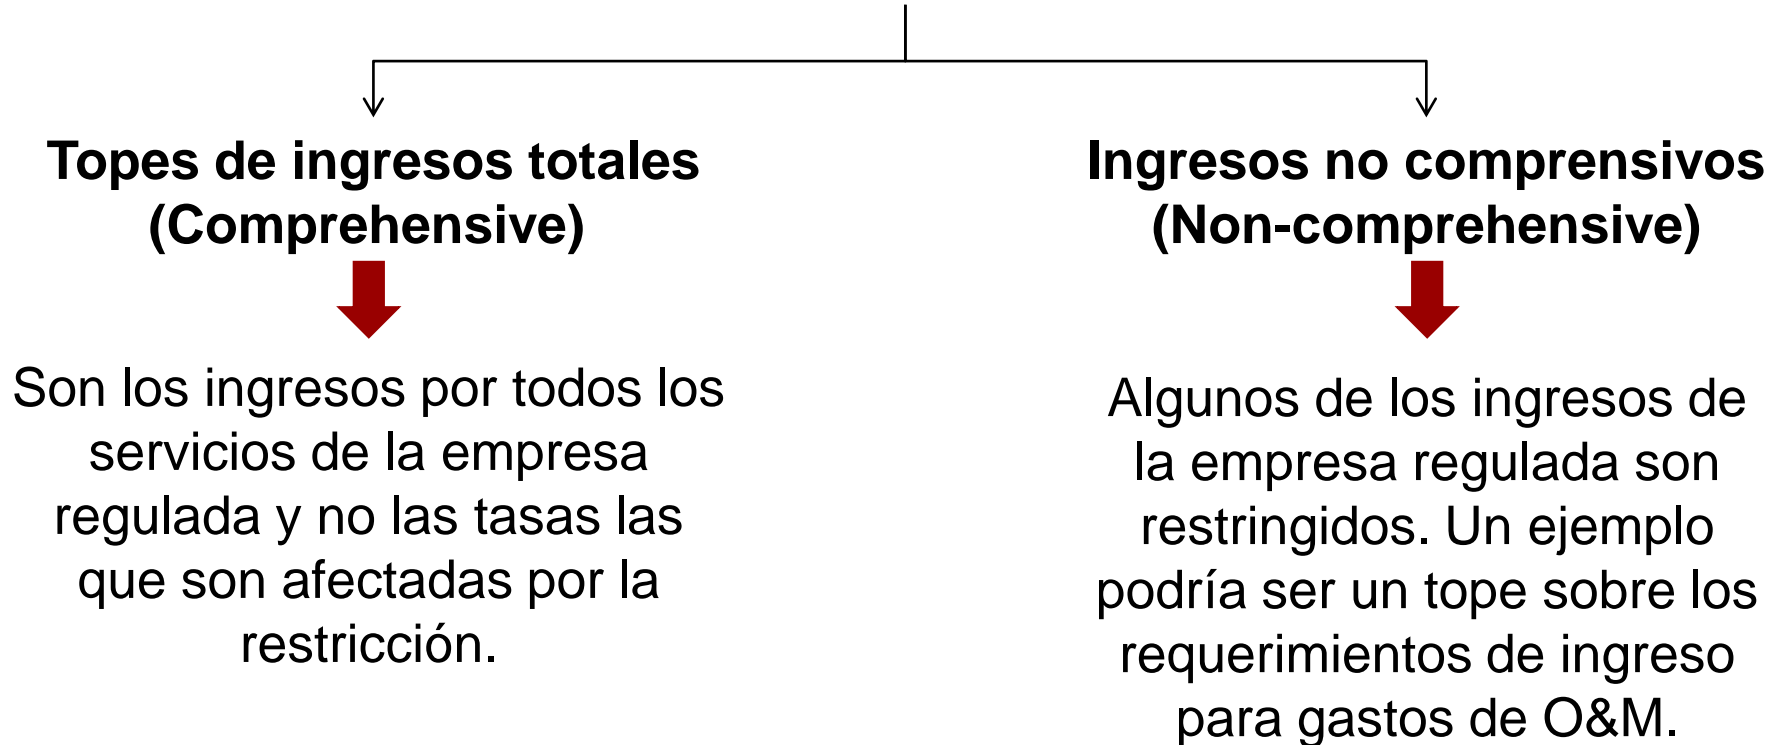 Topes de ingresos totales
(Comprehensive)
Son los ingresos por todos los
servicios de la empresa
regulada y no las tasas las
que son afectadas por la
restricción.
Ingresos no comprensivos
(Non-comprehensive)
Algunos de los ingresos de
la empresa regulada son
restringidos. Un ejemplo
podría ser un tope sobre los
requerimientos de ingreso
para gastos de O&M.